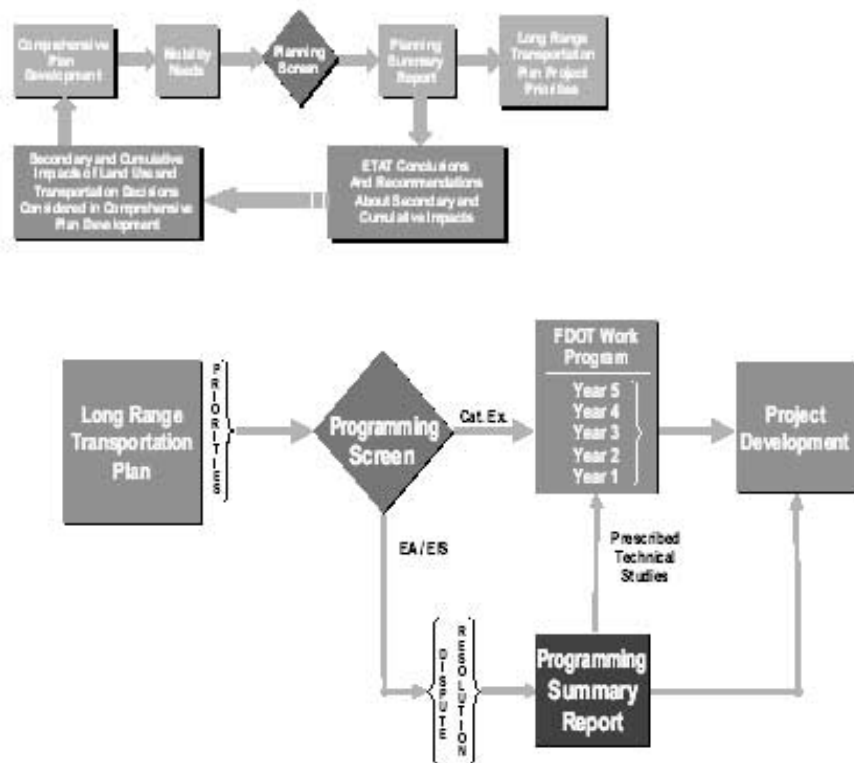 Comprehensive
Plan
Development
Mobility
Needs
Planning
Screen
Planning
Summary
Report
Long Range
Transportation
Plan Project
Priorities
Secondary and Cumulative
Impacts of Land Use and
Transportation Decisions
Considered in Comprehensive
Plan Development
ETAT Conclusions
And Recommendations
About Secondary and
Cumulative Impacts
Long Range
Transportation
Plan
PRIORITIES
Programming
Screen
Cat. Ex.
FDOT Work
Program
Year 5
Year 4
Year 3
Year 2
Year 1
Project
Development
EA / EIS
Prescribed
Technical
Studies
DISPUTE
RESOLUTION
Programming
Summary
Report